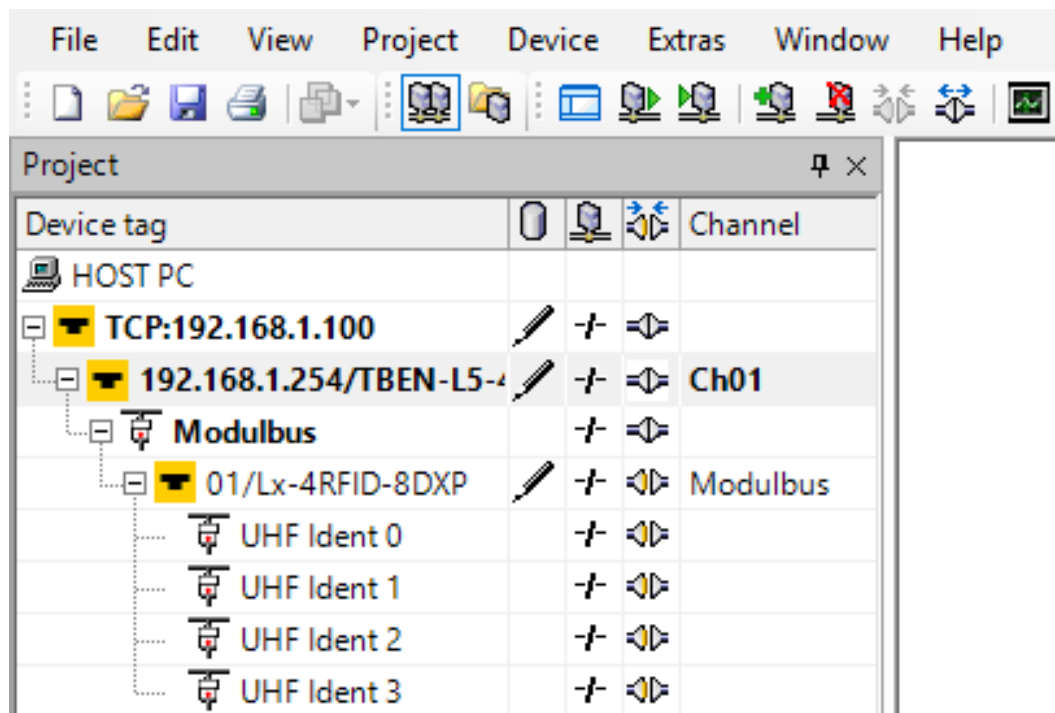 File Edit View Project Device Extras Window Help
Project
Device tag Channel
HOST PC
TCP:192.168.1.100
192.168.1.254/TBEN-L5-4 Ch01
Modulbus
01/Lx-4RFID-8DXP Modulbus
UHF Ident 0
UHF Ident 1
UHF Ident 2
UHF Ident 3